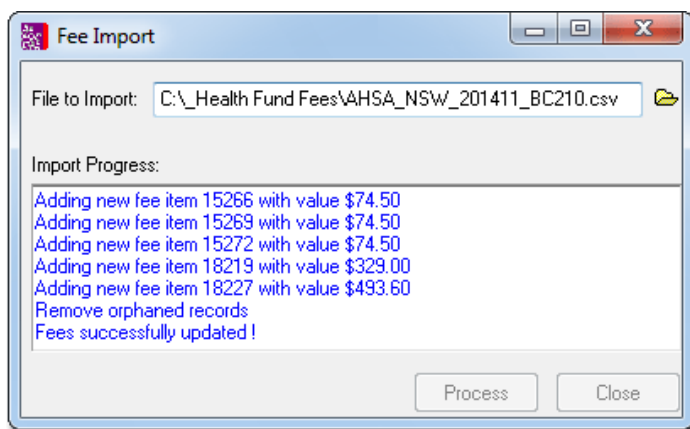 Fee Import
File to Import: C:\_Health Fund Fees\AHSA_NSW_201411_BC210.csv
Import Progress:
Adding new fee item 15266 with value $74.50
Adding new fee item 15269 with value $74.50
Adding new fee item 15272 with value $74.50
Adding new fee item 18219 with value $329.00
Adding new fee item 18227 with value $493.60
Remove orphaned records
Fees successfully updated !
Process Close